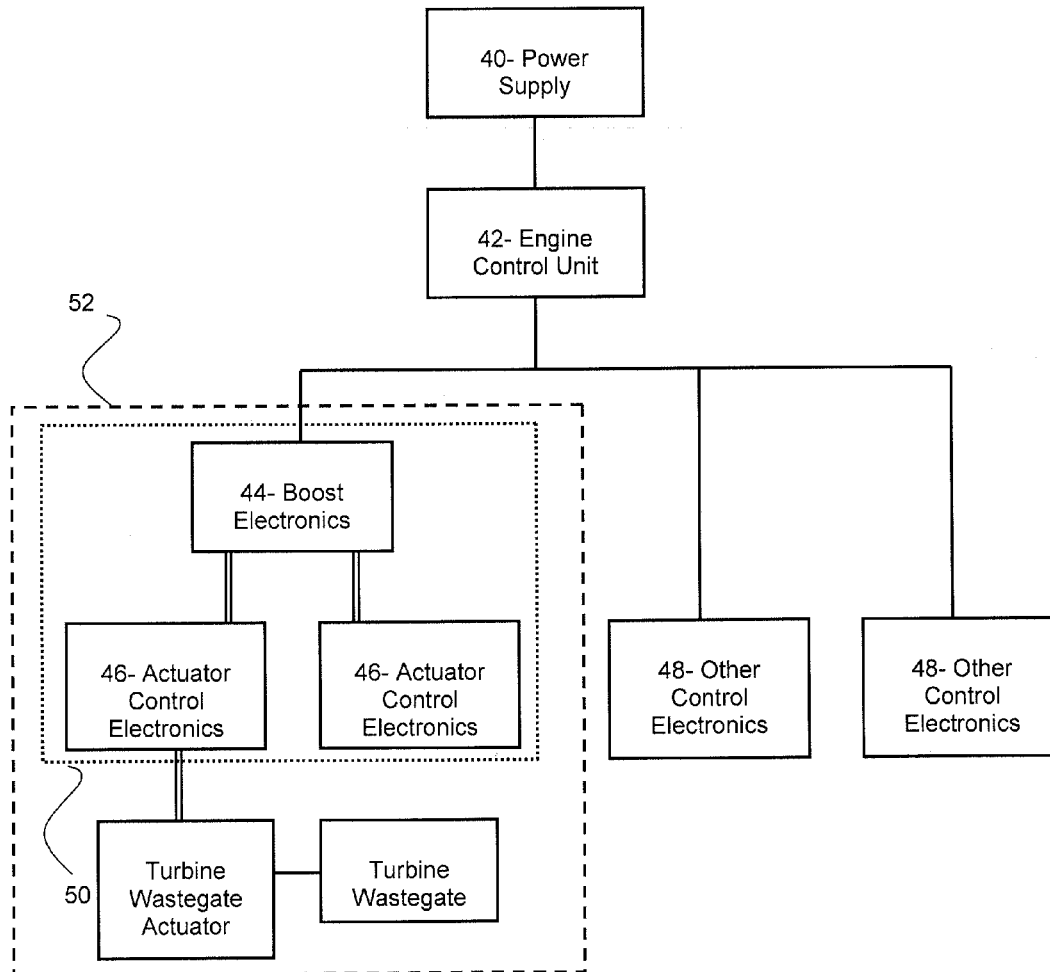 40- Power
Supply
42- Engine
Control Unit
52
44- Boost
Electronics
46- Actuator
Control
Electronics
46- Actuator
Control
Electronics
48- Other
Control
Electronics
48- Other
Control
Electronics
50
Turbine
Wastegate
Actuator
Turbine
Wastegate